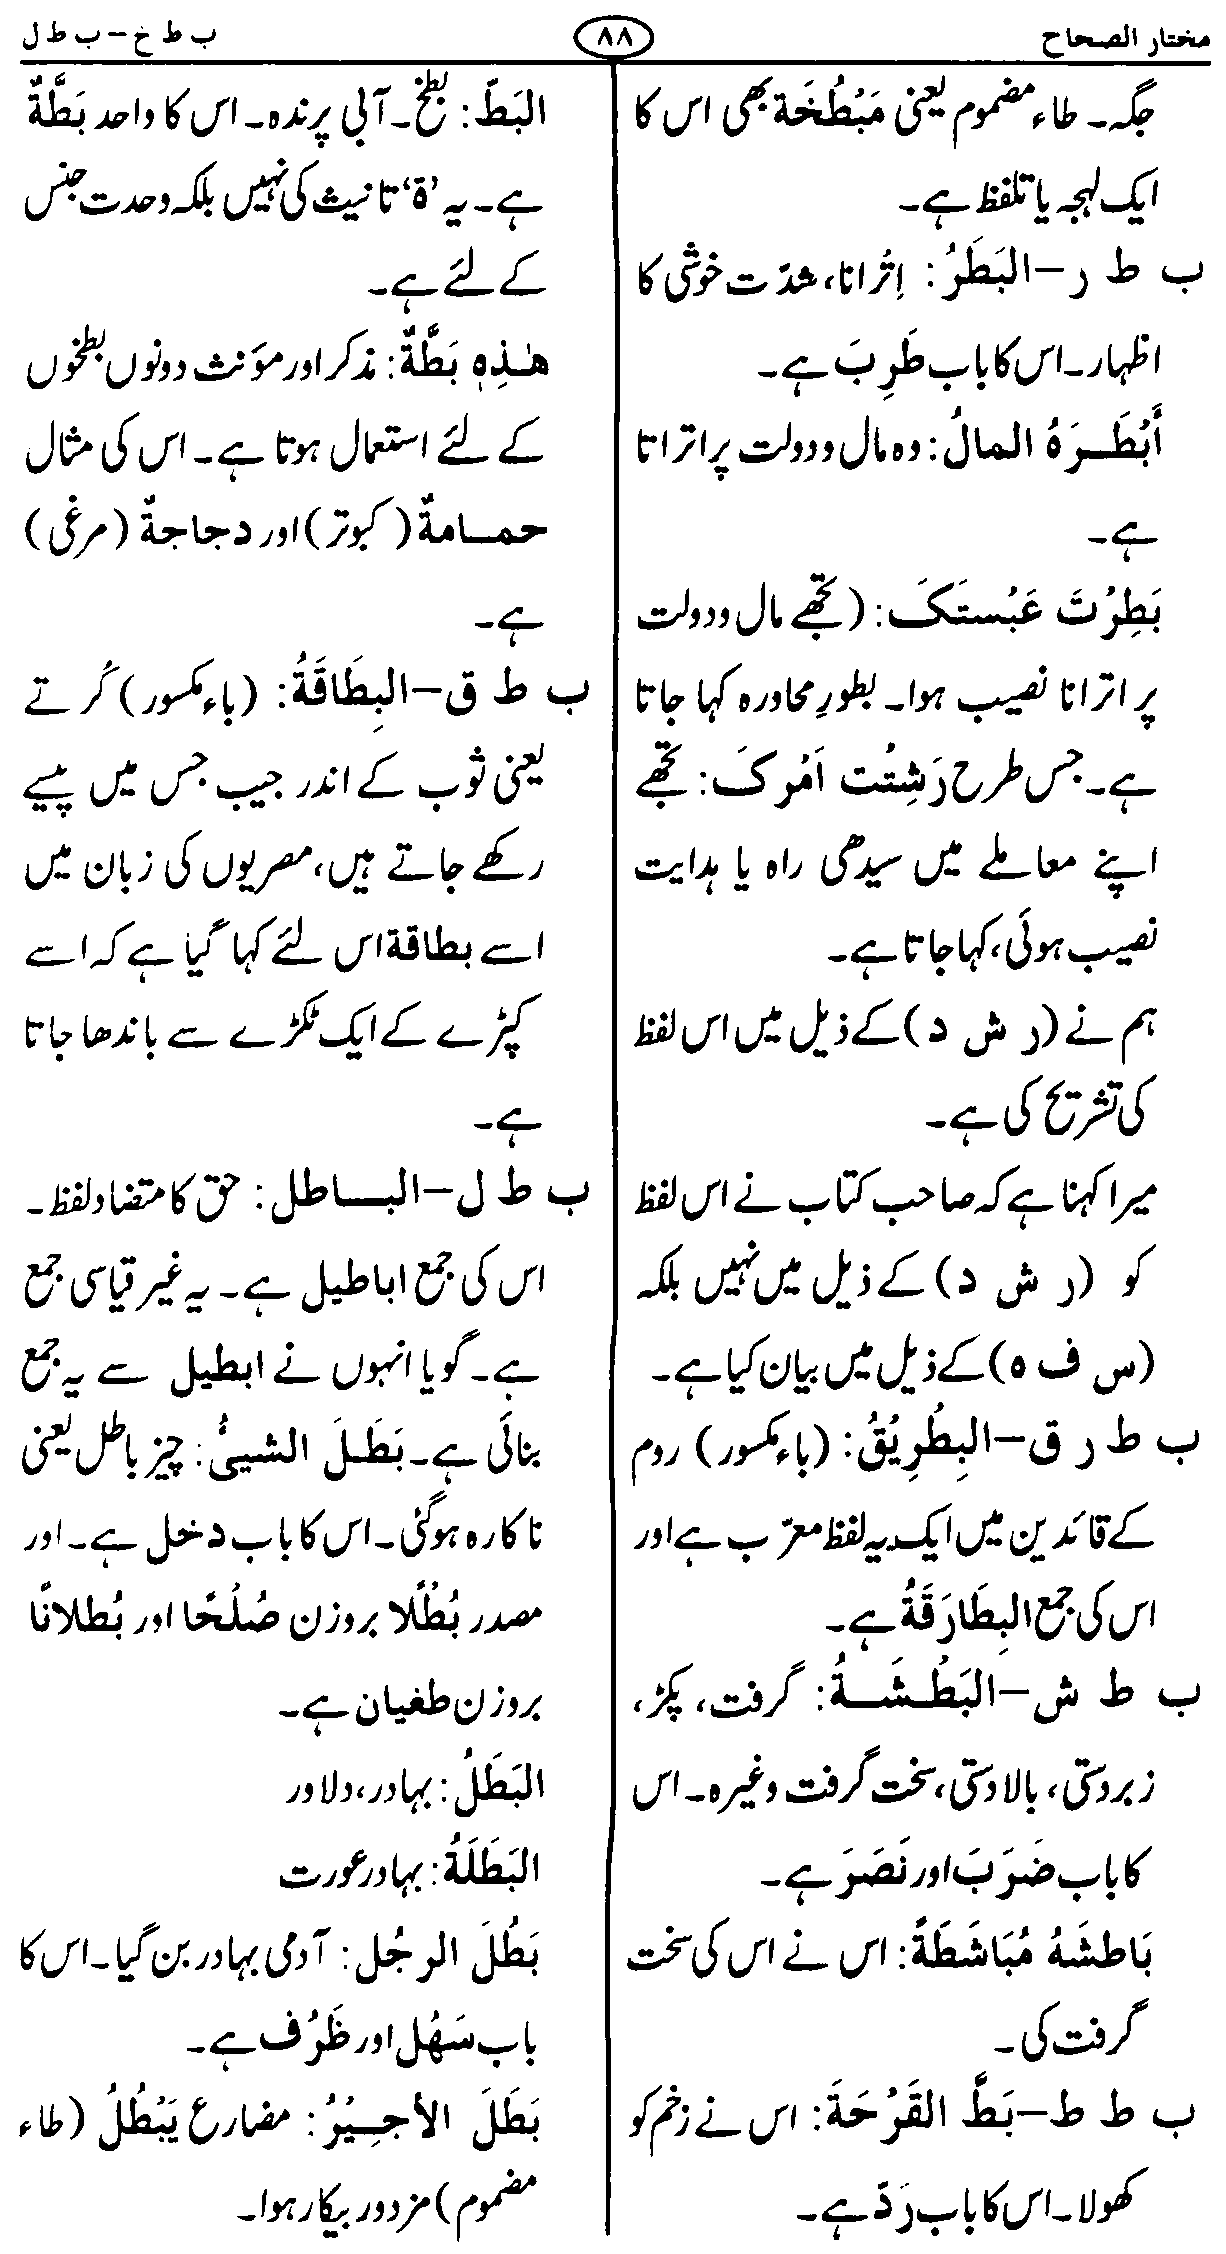 مختار الصحاح
۸۸
ب ط خ – ب ط ل
جگہ۔ طاء مضموم یعنی مَبْطُخَة بھی اس کا
ایک لہجہ یا تلفظ ہے۔
ب ط ر – البَطَرُ: اِتْرانا، شدّت خوشی کا
اظہار۔ اس کا باب طَرِبَ ہے۔
أَبْطَرَهُ المالُ: وہ مال و دولت پر اتراتا
ہے۔
بَطِرْتَ عَبْستَکَ: (تجھے مال و دولت
پر اترانا نصیب ہوا۔ بطورِ محاورہ کہا جاتا
ہے۔ جس طرح رَشِتُت اَمْرکَ: تجھے
اپنے معاملے میں سیدھی راہ یا ہدایت
نصیب ہوئی، کہا جاتا ہے۔
ہم نے (ر ش د) کے ذیل میں اس لفظ
کی تشریح کی ہے۔
میرا کہنا ہے کہ صاحب کتاب نے اس لفظ
کو (ر ش د) کے ذیل میں نہیں بلکہ
(س ف ہ) کے ذیل میں بیان کیا ہے۔
ب ط ر ق – البِطْرِیْقُ: (باء مکسور) روم
کے قائدین میں ایک یہ لفظ معرّب ہے اور
اس کی جمع البِطَارَقَةُ ہے۔
ب ط ش – البَطْشَةُ: گرفت، پکڑ،
زبردستی، بالادستی، سخت گرفت وغیرہ۔ اس
کا باب ضَرَبَ اور نَصَرَ ہے۔
بَاطشَهُ مُبَاشَطَةً: اس نے اس کی سخت
گرفت کی۔
ب ط ط – بَطَّ القَرْحَةَ: اس نے زخم کو
کھولا۔ اس کا باب رَدَّ ہے۔
البَطّ: بطخ۔ آبی پرندہ۔ اس کا واحد بَطَّةٌ
ہے۔ یہ 'ۃ' تانیث کی نہیں بلکہ وحدت جنس
کے لئے ہے۔
هٰذِهٖ بَطَّةٌ: مذکر اور مؤنث دونوں بطخوں
کے لئے استعمال ہوتا ہے۔ اس کی مثال
حمامةٌ (کبوتر) اور دجاجةٌ (مرغی)
ہے۔
ب ط ق – البِطَاقَةُ: (باء مکسور) کُرتے
یعنی ثوب کے اندر جیب جس میں پیسے
رکھے جاتے ہیں، مصریوں کی زبان میں
اسے بطاقة اس لئے کہا گیا ہے کہ اسے
کپڑے کے ایک ٹکڑے سے باندھا جاتا
ہے۔
ب ط ل – الباطل: حق کا متضاد لفظ۔
اس کی جمع اباطیل ہے۔ یہ غیر قیاسی جمع
ہے۔ گویا انہوں نے ابطیل سے یہ جمع
بنائی ہے۔ بَطَلَ الشیئُ: چیز باطل یعنی
ناکارہ ہوگئی۔ اس کا باب دخل ہے۔ اور
مصدر بُطْلًا بروزن صُلْحًا اور بُطلانًا
بروزن طغیان ہے۔
البَطَلُ: بہادر، دلاور
البَطَلَةُ: بہادر عورت
بَطُلَ الرجُل: آدمی بہادر بن گیا۔ اس کا
باب سَهُل اور ظَرُف ہے۔
بَطَلَ الأجِیْرُ: مضارع یَبْطُلُ (طاء
مضموم) مزدور بیکار ہوا۔